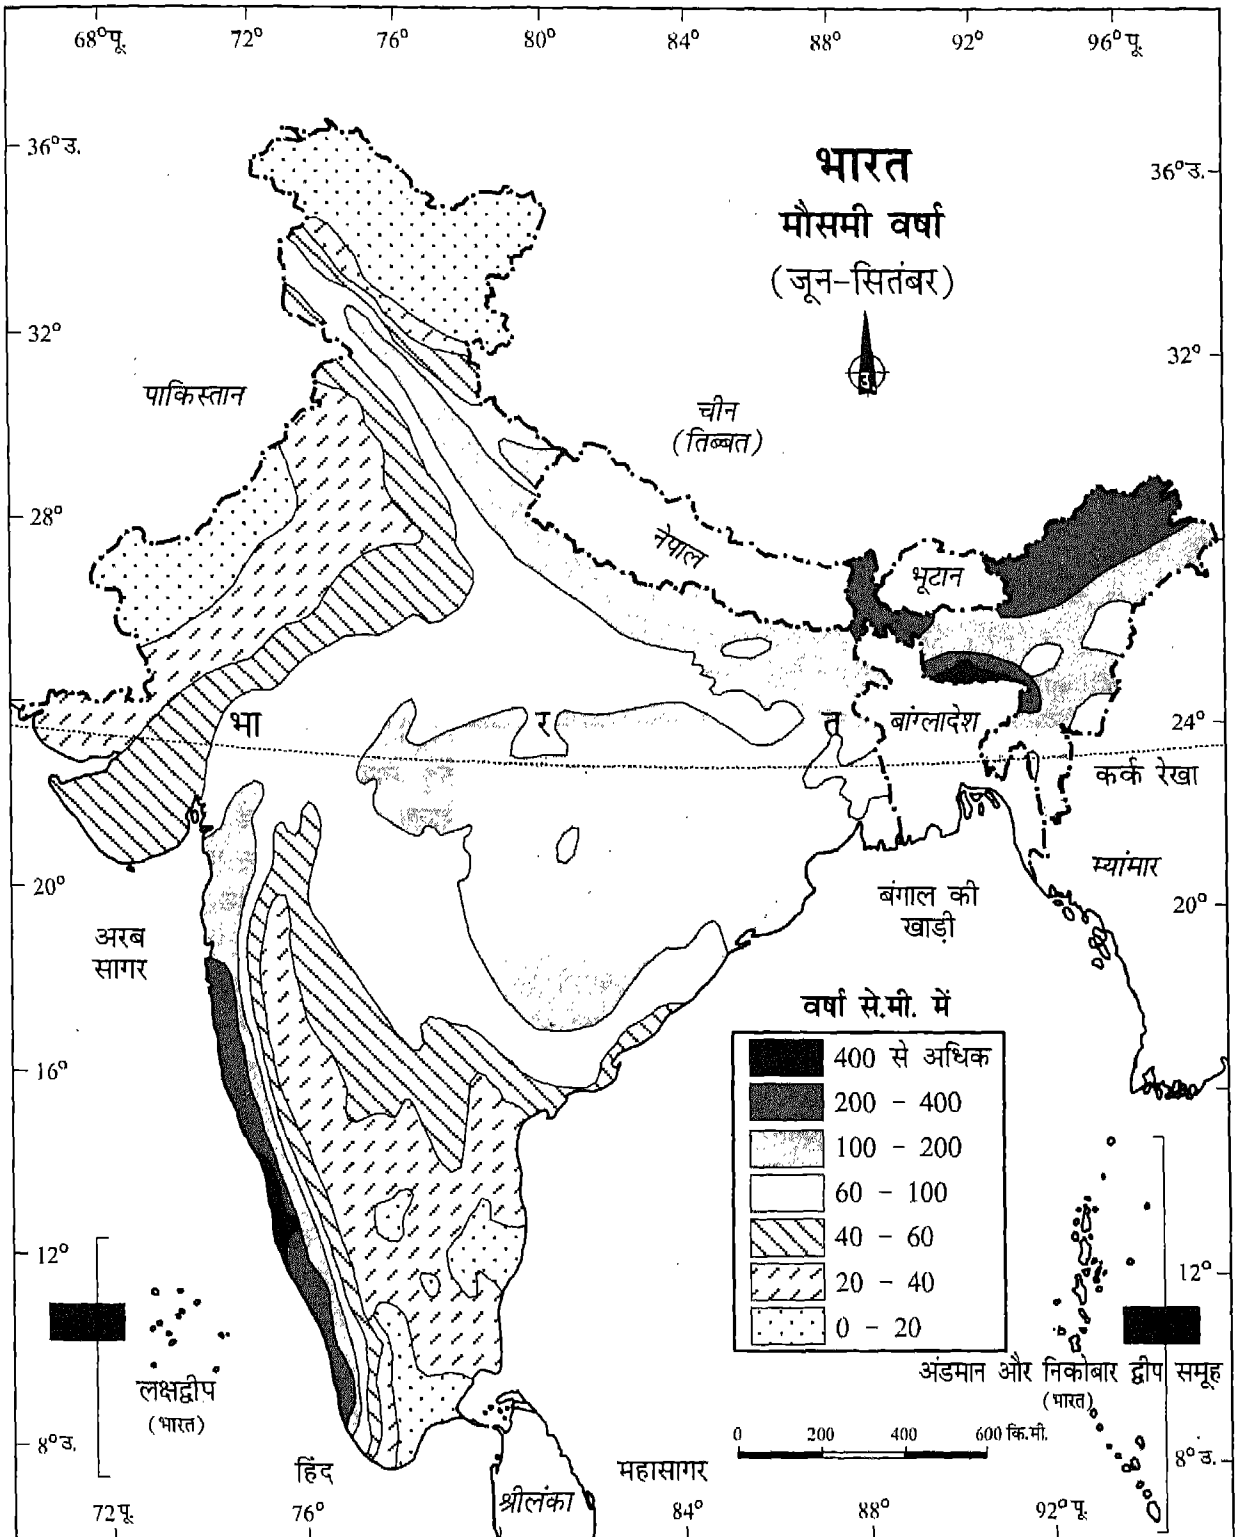 68°पू.
72°
76°
80°
84°
88°
92°
96°पू.
36°उ.
भारत
36°उ.
मौसमी वर्षा
(जून-सितंबर)
32°
32°
उ
पाकिस्तान
चीन
(तिब्बत)
28°
नेपाल
भूटान
भा
र
त
बांग्लादेश
24°
कर्क रेखा
म्यांमार
20°
बंगाल की
खाड़ी
20°
अरब
सागर
वर्षा से.मी. में
400 से अधिक
200 - 400
100 - 200
60 - 100
40 - 60
20 - 40
0 - 20
16°
12°
12°
लक्षद्वीप
(भारत)
अंडमान और निकोबार द्वीप समूह
(भारत)
0 200 400 600 कि.मी.
8°उ.
8°उ.
हिंद
महासागर
श्रीलंका
72°पू.
76°
84°
88°
92°पू.